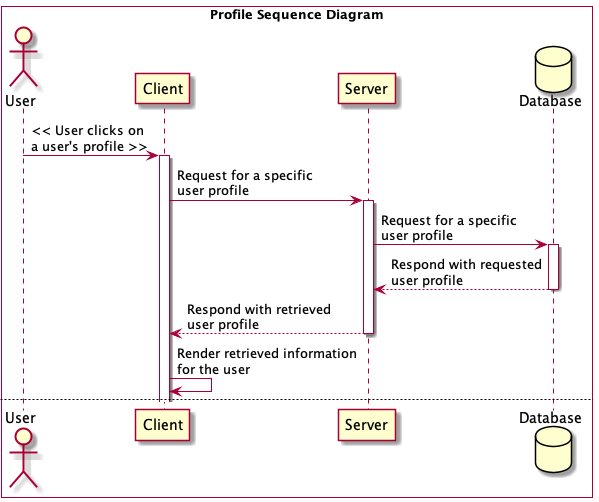 Profile Sequence Diagram
User
Client
Server
Database
<< User clicks on
a user's profile >>
Request for a specific
user profile
Request for a specific
user profile
Respond with requested
user profile
Respond with retrieved
user profile
Render retrieved information
for the user
User
Client
Server
Database